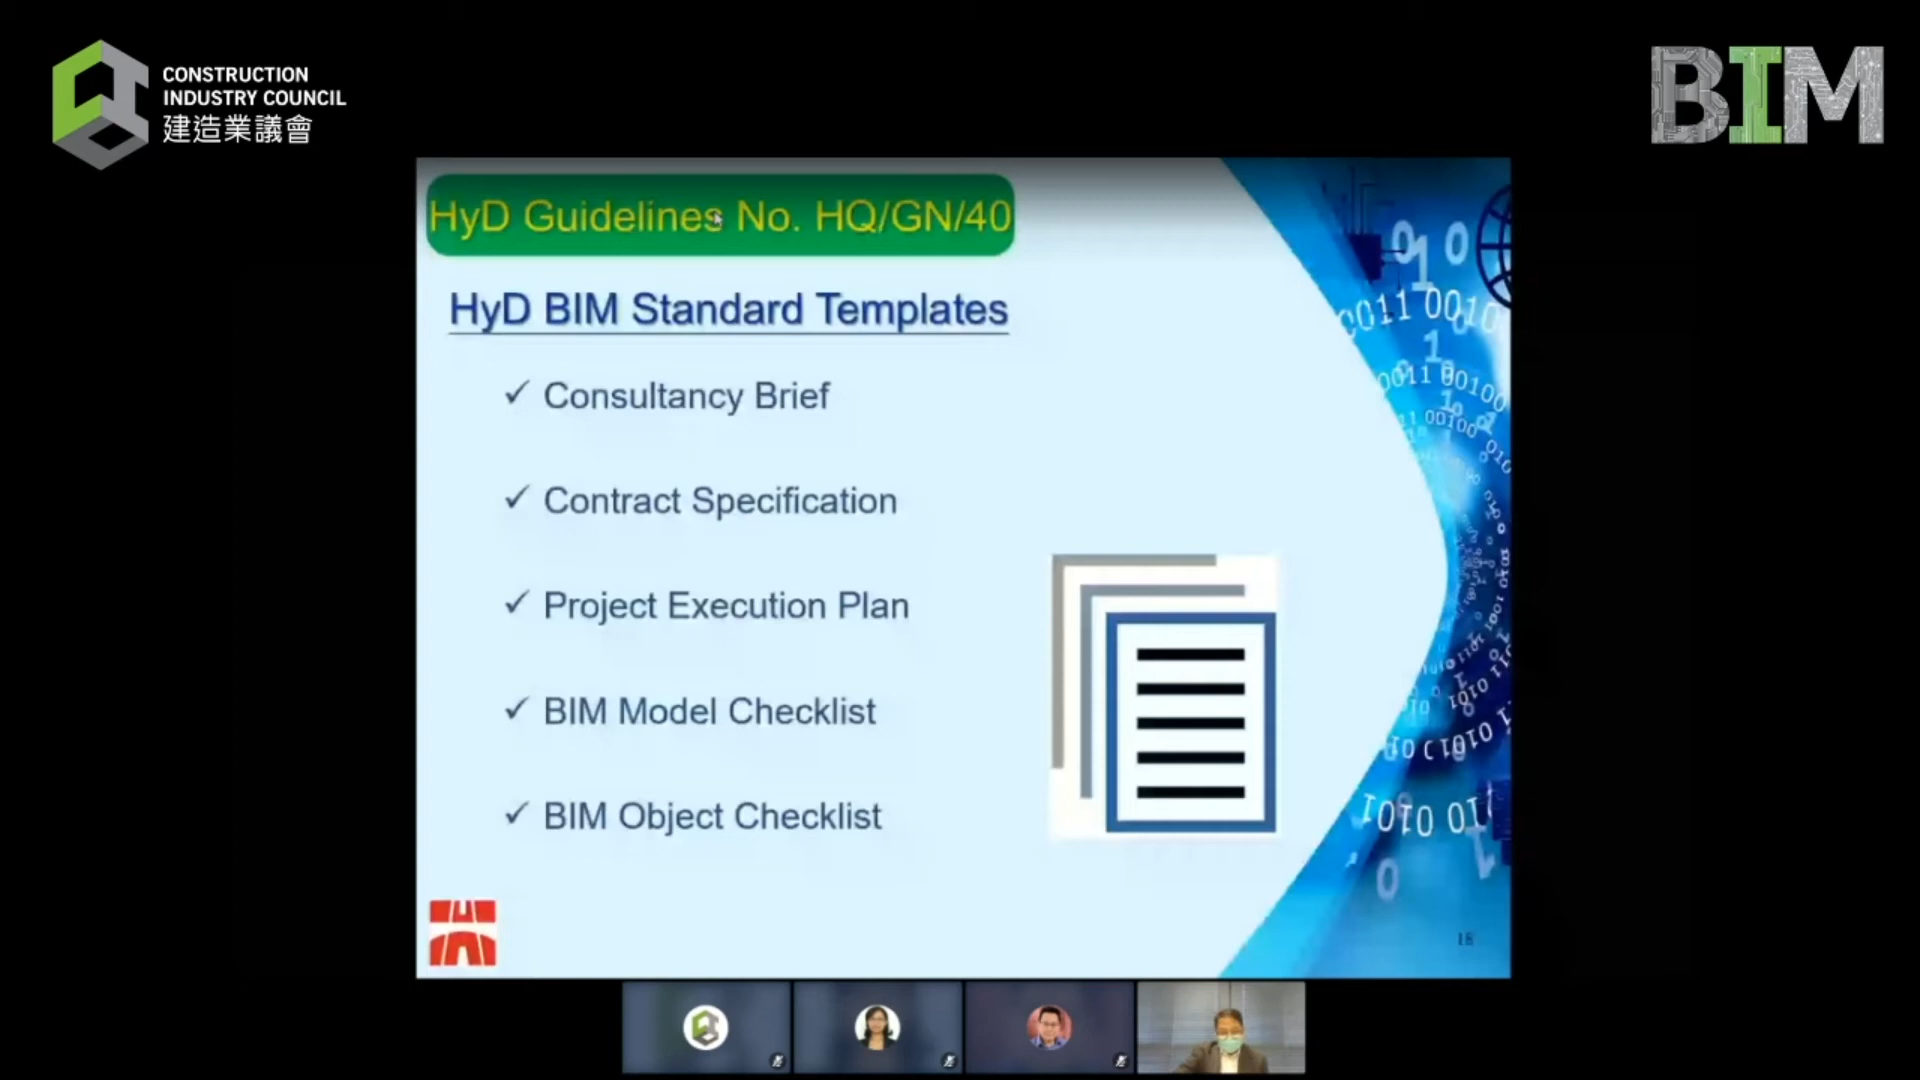 CONSTRUCTION
INDUSTRY COUNCIL
建造業議會
BIM
HyD Guidelines No. HQ/GN/40
HyD BIM Standard Templates
✓ Consultancy Brief
✓ Contract Specification
✓ Project Execution Plan
✓ BIM Model Checklist
✓ BIM Object Checklist
18